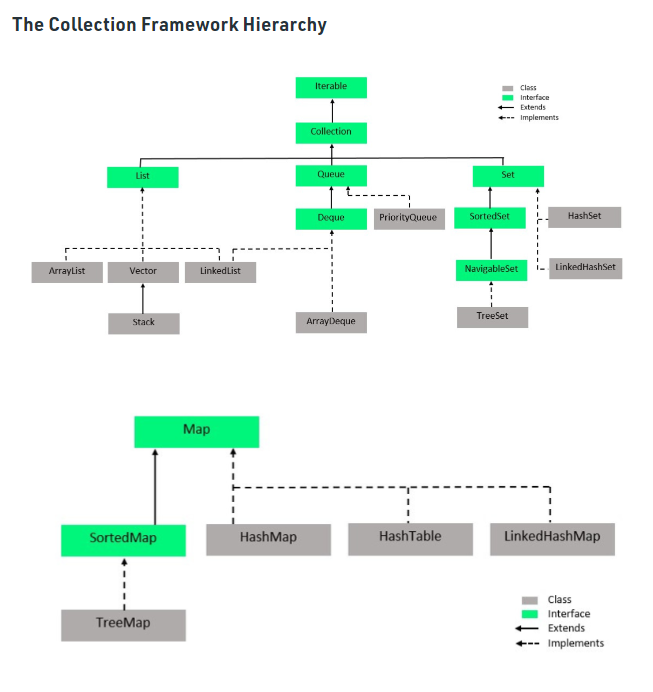 The Collection Framework Hierarchy
Iterable
Class
Interface
Extends
Implements
Collection
List
Queue
Set
Deque
PriorityQueue
SortedSet
HashSet
ArrayList
Vector
LinkedList
NavigableSet
LinkedHashSet
Stack
ArrayDeque
TreeSet
Map
SortedMap
HashMap
HashTable
LinkedHashMap
TreeMap
Class
Interface
Extends
Implements